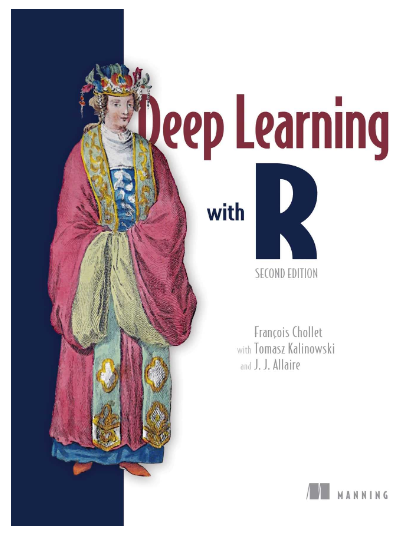 Deep Learning
with R
SECOND EDITION
François Chollet
with Tomasz Kalinowski
and J. J. Allaire
MANNING